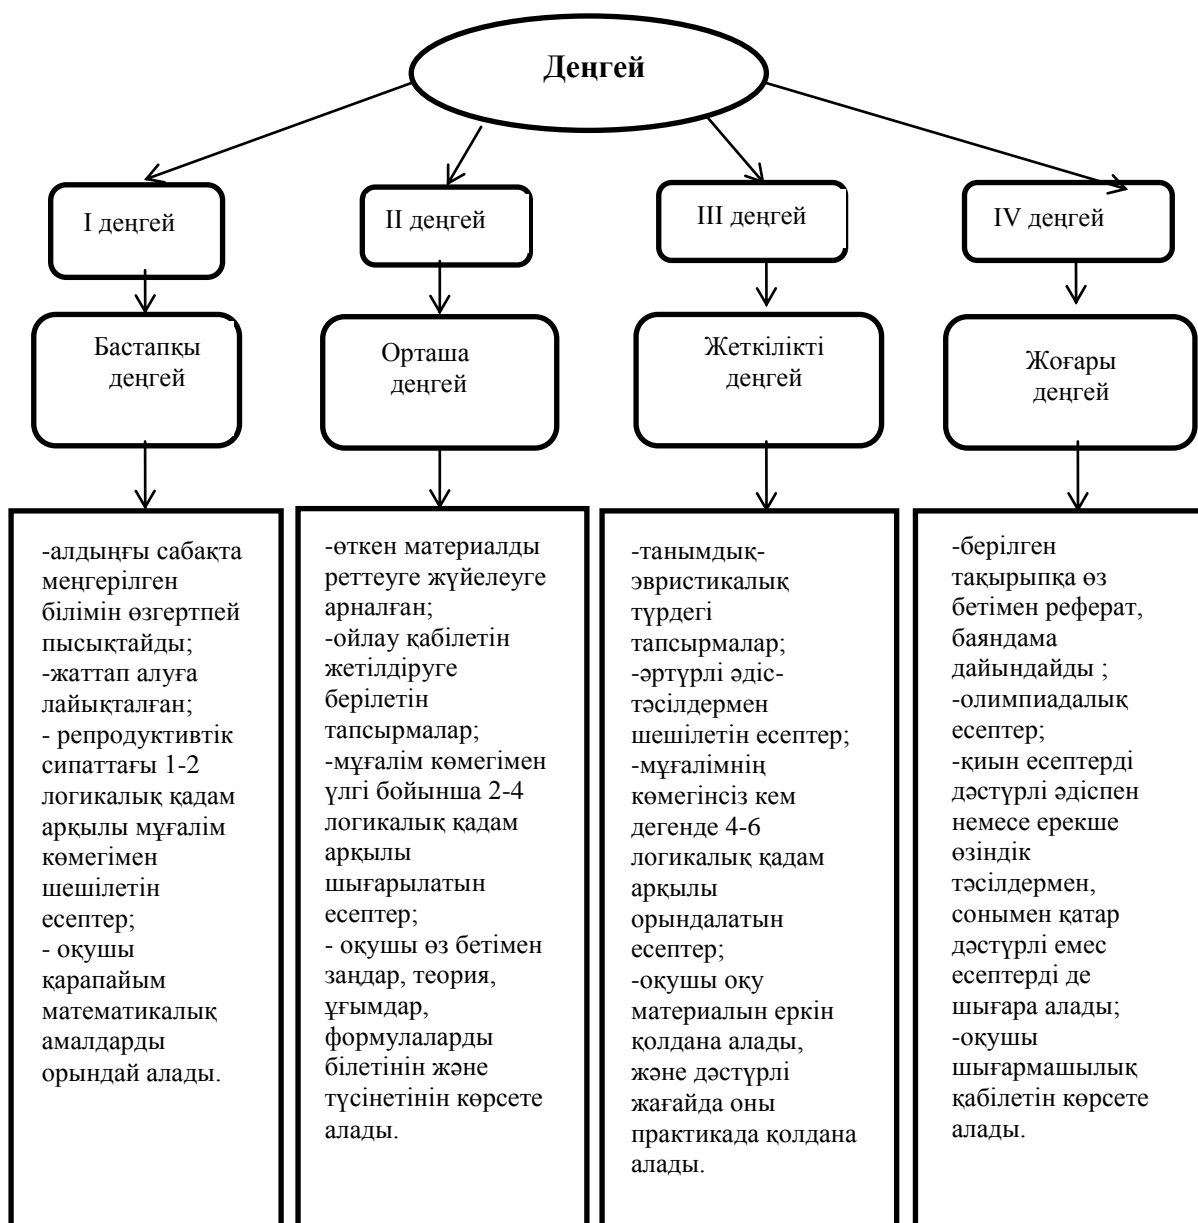 Деңгей
I деңгей
II деңгей
III деңгей
IV деңгей
Бастапқы
деңгей
Орташа
деңгей
Жеткілікті
деңгей
Жоғары
деңгей
-алдыңғы сабақта
меңгерілген
білімін өзгертпей
пысықтайды;
-жаттап алуға
лайықталған;
- репродуктивтік
сипаттағы 1-2
логикалық қадам
арқылы мұғалім
көмегімен
шешілетін
есептер;
- оқушы
қарапайым
математикалық
амалдарды
орындай алады.
-өткен материалды
реттеуге жүйелеуге
арналған;
-ойлау қабілетін
жетілдіруге
берілетін
тапсырмалар;
-мұғалім көмегімен
үлгі бойынша 2-4
логикалық қадам
арқылы
шығарылатын
есептер;
- оқушы өз бетімен
заңдар, теория,
ұғымдар,
формулаларды
білетінін және
түсінетінін көрсете
алады.
-танымдық-
эвристикалық
түрдегі
тапсырмалар;
-әртүрлі әдіс-
тәсілдермен
шешілетін есептер;
-мұғалімнің
көмегінсіз кем
дегенде 4-6
логикалық қадам
арқылы
орындалатын
есептер;
-оқушы оқу
материалын еркін
қолдана алады,
және дәстүрлі
жағайда оны
практикада қолдана
алады.
-берілген
тақырыпқа өз
бетімен реферат,
баяндама
дайындайды ;
-олимпиадалық
есептер;
-қиын есептерді
дәстүрлі әдіспен
немесе ерекше
өзіндік
тәсілдермен,
сонымен қатар
дәстүрлі емес
есептерді де
шығара алады;
-оқушы
шығармашылық
қабілетін көрсете
алады.